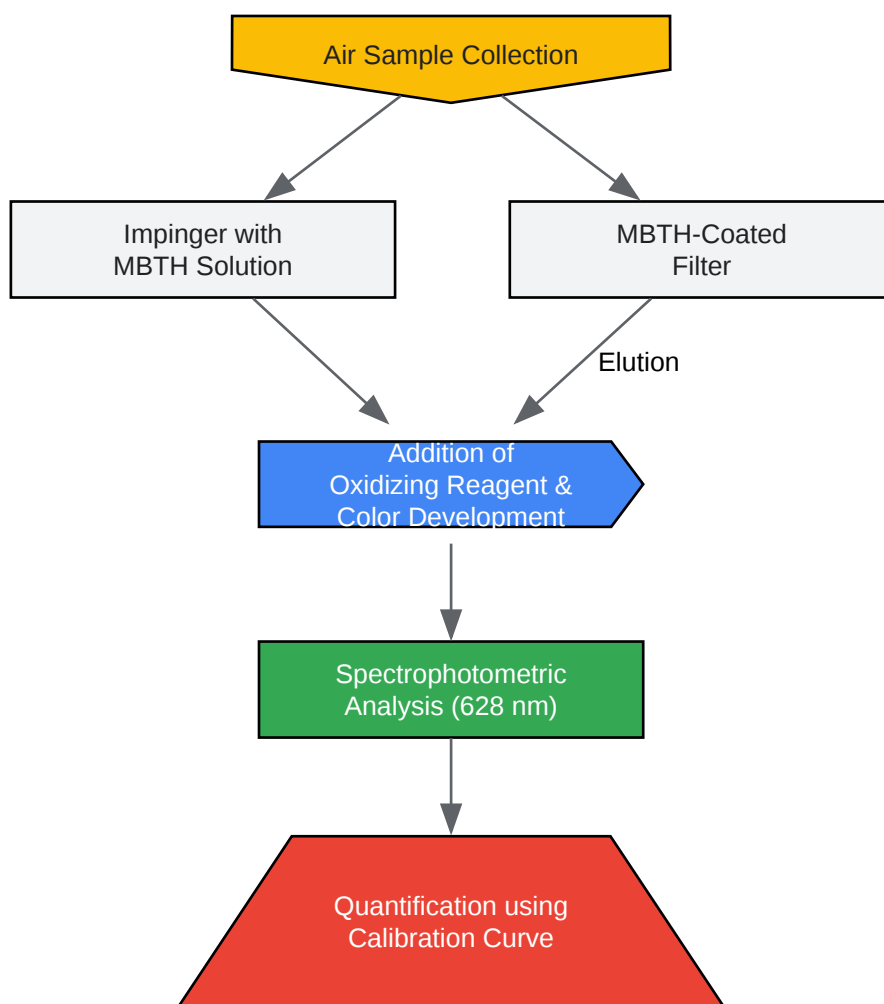 Air Sample Collection
Impinger with
MBTH Solution
MBTH-Coated
Filter
Elution
Addition of
Oxidizing Reagent &
Color Development
Spectrophotometric
Analysis (628 nm)
Quantification using
Calibration Curve